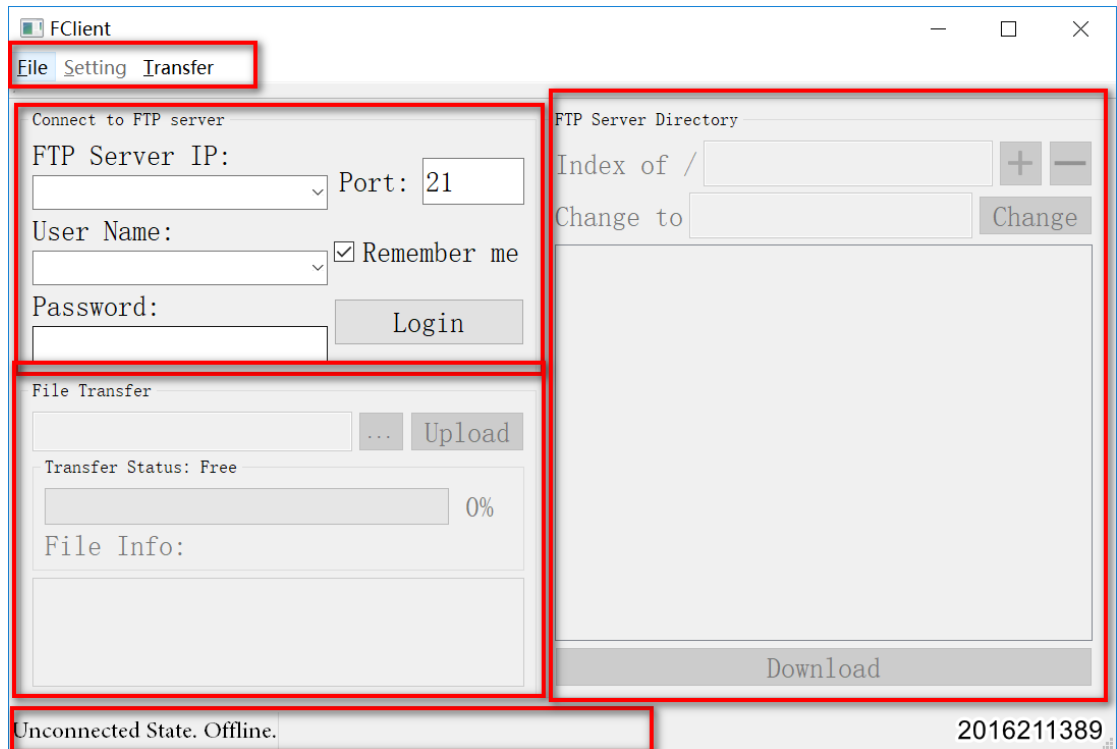 FClient
File Setting Transfer
Connect to FTP server
FTP Server IP:
Port: 21
User Name:
Remember me
Password:
Login
File Transfer
... Upload
Transfer Status: Free
0%
File Info:
FTP Server Directory
Index of / + —
Change to Change
Download
Unconnected State. Offline.
2016211389